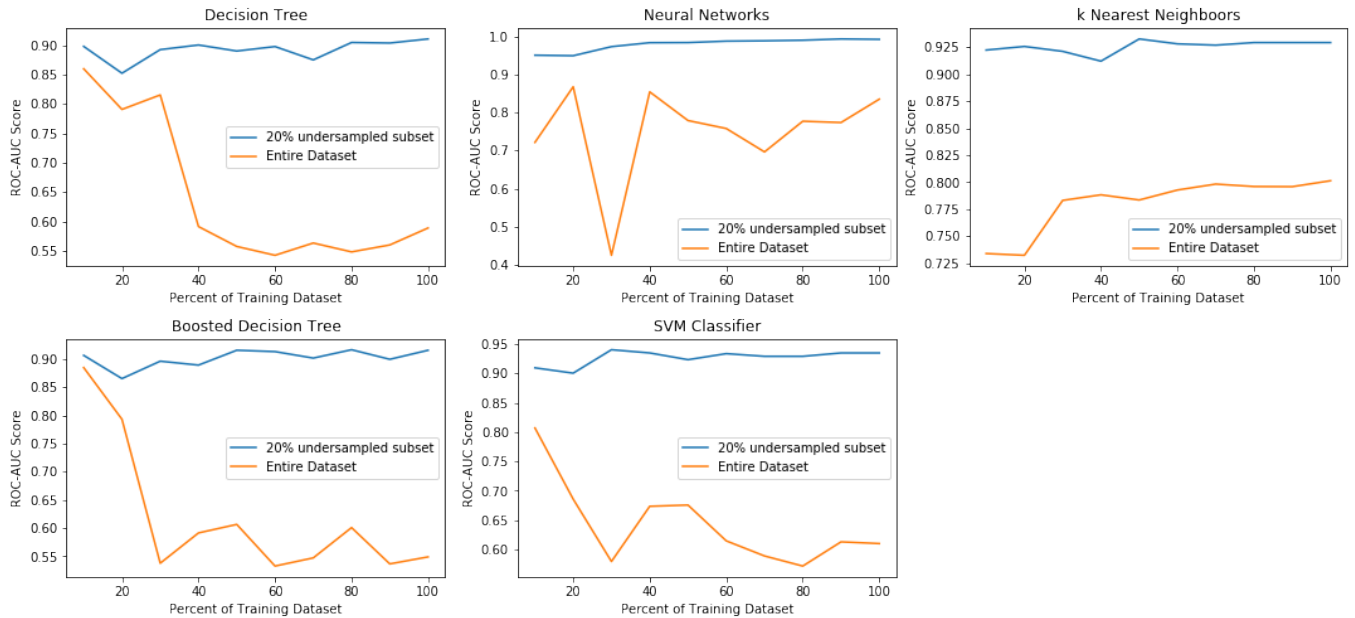 Decision Tree
0.90
0.85
0.80
0.75
0.70
0.65
0.60
0.55
ROC-AUC Score
20% undersampled subset
Entire Dataset
20 40 60 80 100
Percent of Training Dataset
Neural Networks
1.0
0.9
0.8
0.7
0.6
0.5
0.4
ROC-AUC Score
20% undersampled subset
Entire Dataset
20 40 60 80 100
Percent of Training Dataset
k Nearest Neighboors
0.925
0.900
0.875
0.850
0.825
0.800
0.775
0.750
0.725
ROC-AUC Score
20% undersampled subset
Entire Dataset
20 40 60 80 100
Percent of Training Dataset
Boosted Decision Tree
0.90
0.85
0.80
0.75
0.70
0.65
0.60
0.55
ROC-AUC Score
20% undersampled subset
Entire Dataset
20 40 60 80 100
Percent of Training Dataset
SVM Classifier
0.95
0.90
0.85
0.80
0.75
0.70
0.65
0.60
ROC-AUC Score
20% undersampled subset
Entire Dataset
20 40 60 80 100
Percent of Training Dataset